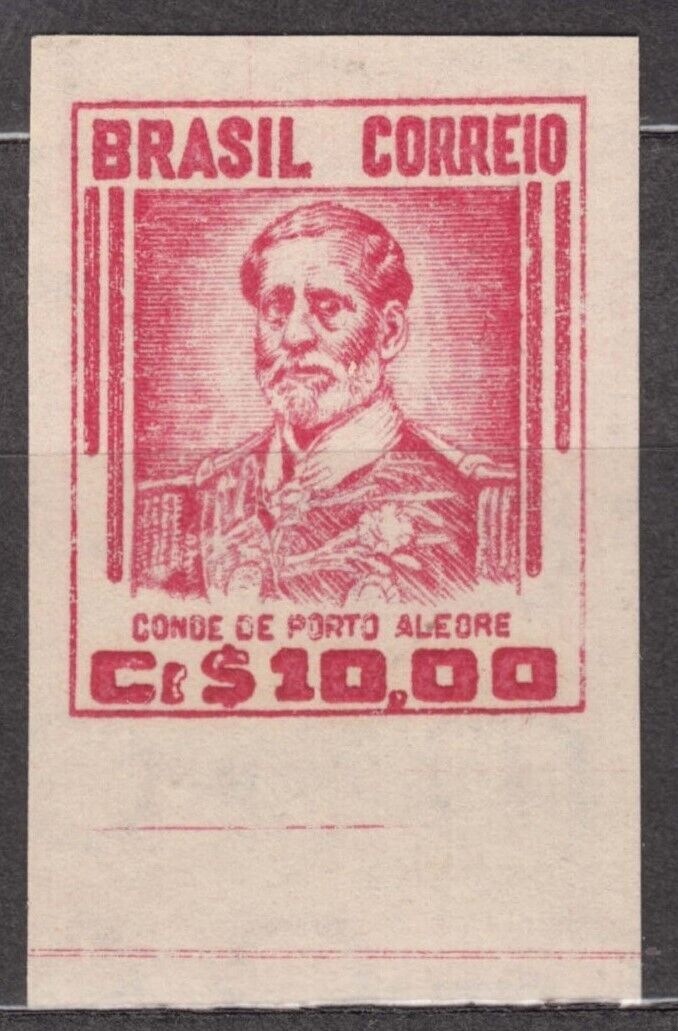 BRASIL CORREIO
CONDE DE PORTO ALEGRE
Cr$10,00